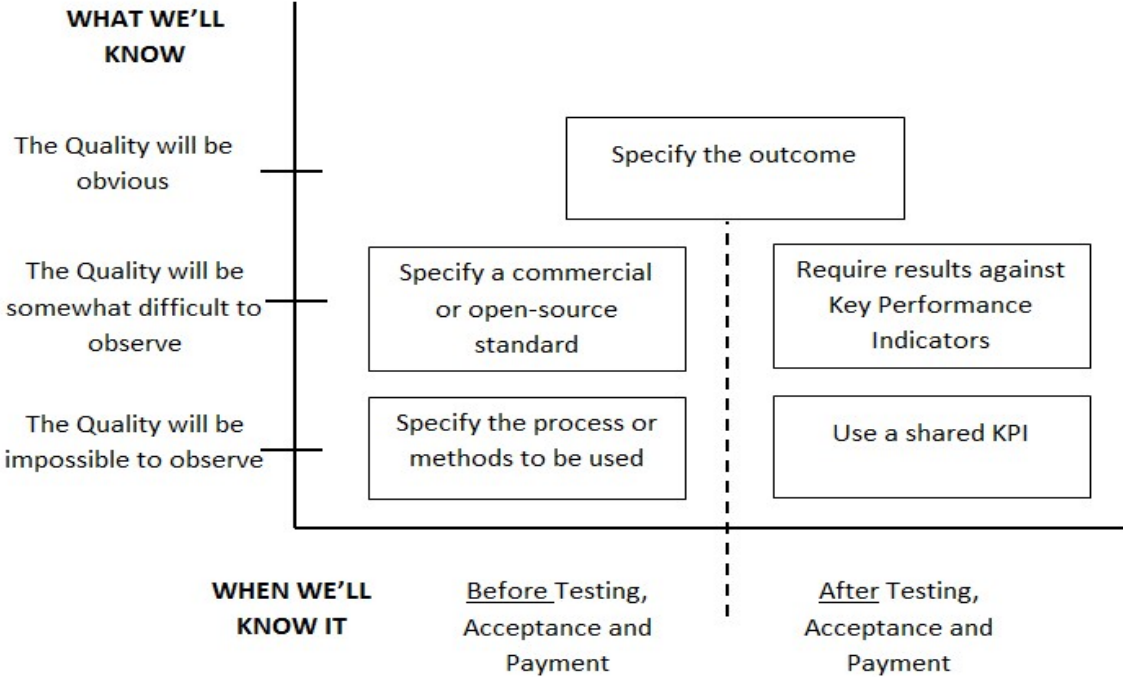 WHAT WE’LL
KNOW
The Quality will be
obvious
Specify the outcome
The Quality will be
somewhat difficult to
observe
Specify a commercial
or open-source
standard
Require results against
Key Performance
Indicators
The Quality will be
impossible to observe
Specify the process or
methods to be used
Use a shared KPI
WHEN WE’LL
KNOW IT
Before Testing,
Acceptance and
Payment
After Testing,
Acceptance and
Payment